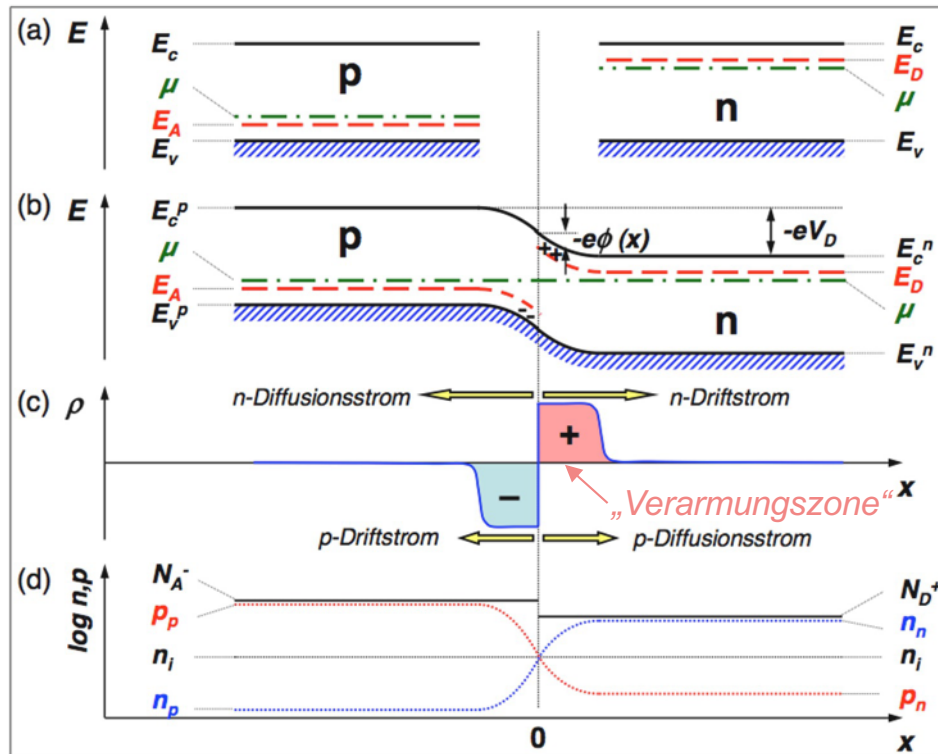 (a) E
E_c
μ
E_A
E_v
p
n
E_c
E_D
μ
E_v
(b) E
E_c^p
μ
E_A
E_v^p
p
++
-eϕ(x)
-eV_D
--
n
E_c^n
E_D
μ
E_v^n
(c) ρ
n-Diffusionsstrom
n-Driftstrom
+
−
x
„Verarmungszone“
p-Driftstrom
p-Diffusionsstrom
(d) log n,p
N_A^-
p_p
n_i
n_p
N_D^+
n_n
n_i
p_n
0
x